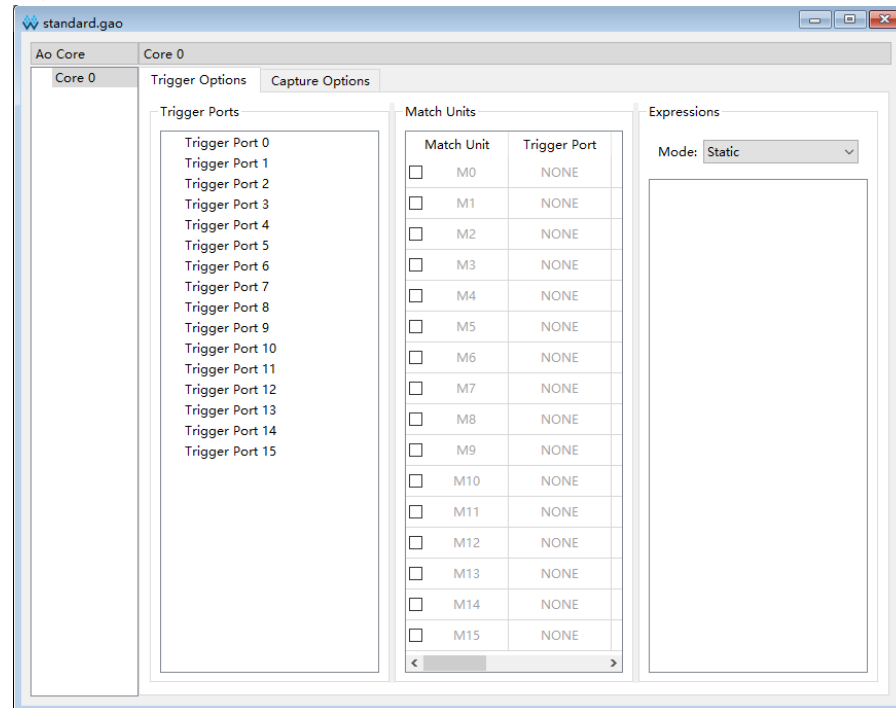 standard.gao
Ao Core
Core 0
Core 0
Trigger Options
Capture Options
Trigger Ports
Trigger Port 0
Trigger Port 1
Trigger Port 2
Trigger Port 3
Trigger Port 4
Trigger Port 5
Trigger Port 6
Trigger Port 7
Trigger Port 8
Trigger Port 9
Trigger Port 10
Trigger Port 11
Trigger Port 12
Trigger Port 13
Trigger Port 14
Trigger Port 15
Match Units
Match Unit Trigger Port
M0 NONE
M1 NONE
M2 NONE
M3 NONE
M4 NONE
M5 NONE
M6 NONE
M7 NONE
M8 NONE
M9 NONE
M10 NONE
M11 NONE
M12 NONE
M13 NONE
M14 NONE
M15 NONE
Expressions
Mode: Static